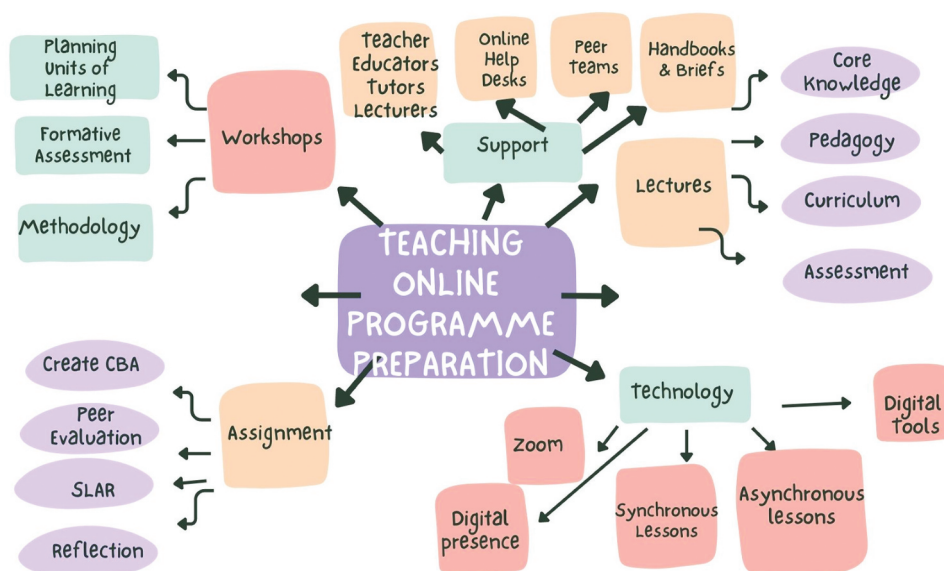 Planning
Units of
Learning
Formative
Assessment
Methodology
Workshops
Teacher
Educators
Tutors
Lecturers
Online
Help
Desks
Peer
Teams
Handbooks
& Briefs
Support
Lectures
Core
Knowledge
Pedagogy
Curriculum
Assessment
TEACHING
ONLINE
PROGRAMME
PREPARATION
Create CBA
Peer
Evaluation
SLAR
Reflection
Assignment
Technology
Zoom
Digital
presence
Synchronous
Lessons
Asynchronous
lessons
Digital
Tools